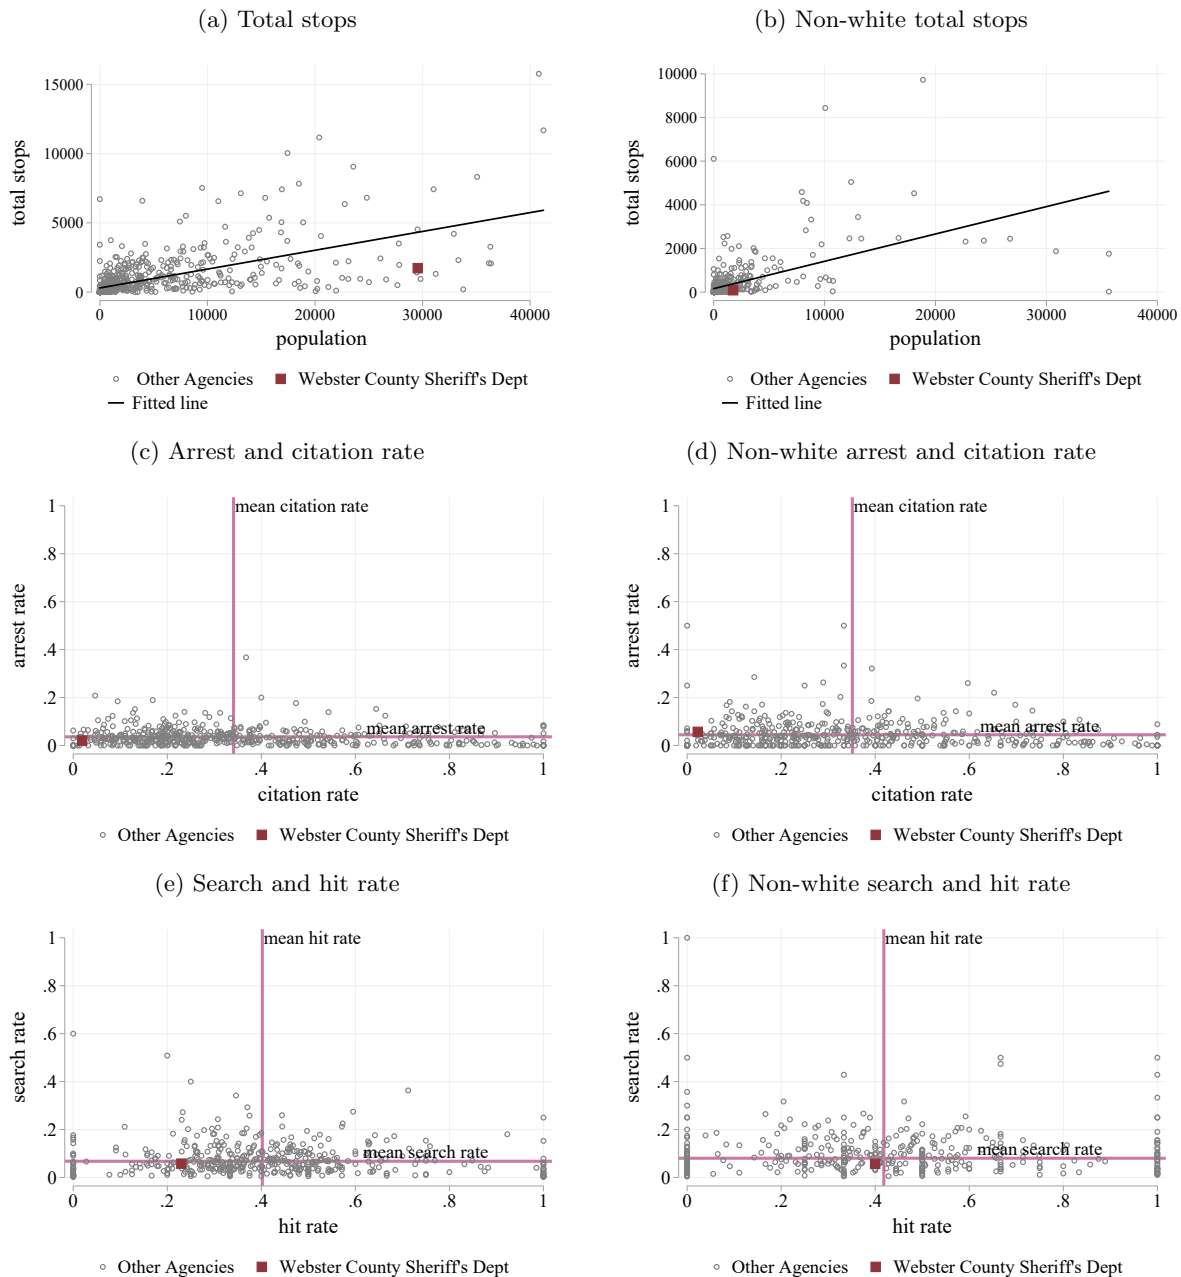 (a) Total stops
total stops
15000
10000
5000
0
0 10000 20000 30000 40000
population
Other Agencies Webster County Sheriff's Dept
Fitted line
(b) Non-white total stops
total stops
10000
8000
6000
4000
2000
0
0 10000 20000 30000 40000
population
Other Agencies Webster County Sheriff's Dept
Fitted line
(c) Arrest and citation rate
arrest rate
1
.8
.6
.4
.2
0
mean citation rate
mean arrest rate
0 .2 .4 .6 .8 1
citation rate
Other Agencies Webster County Sheriff's Dept
(d) Non-white arrest and citation rate
arrest rate
1
.8
.6
.4
.2
0
mean citation rate
mean arrest rate
0 .2 .4 .6 .8 1
citation rate
Other Agencies Webster County Sheriff's Dept
(e) Search and hit rate
search rate
1
.8
.6
.4
.2
0
mean hit rate
mean search rate
0 .2 .4 .6 .8 1
hit rate
Other Agencies Webster County Sheriff's Dept
(f) Non-white search and hit rate
search rate
1
.8
.6
.4
.2
0
mean hit rate
mean search rate
0 .2 .4 .6 .8 1
hit rate
Other Agencies Webster County Sheriff's Dept